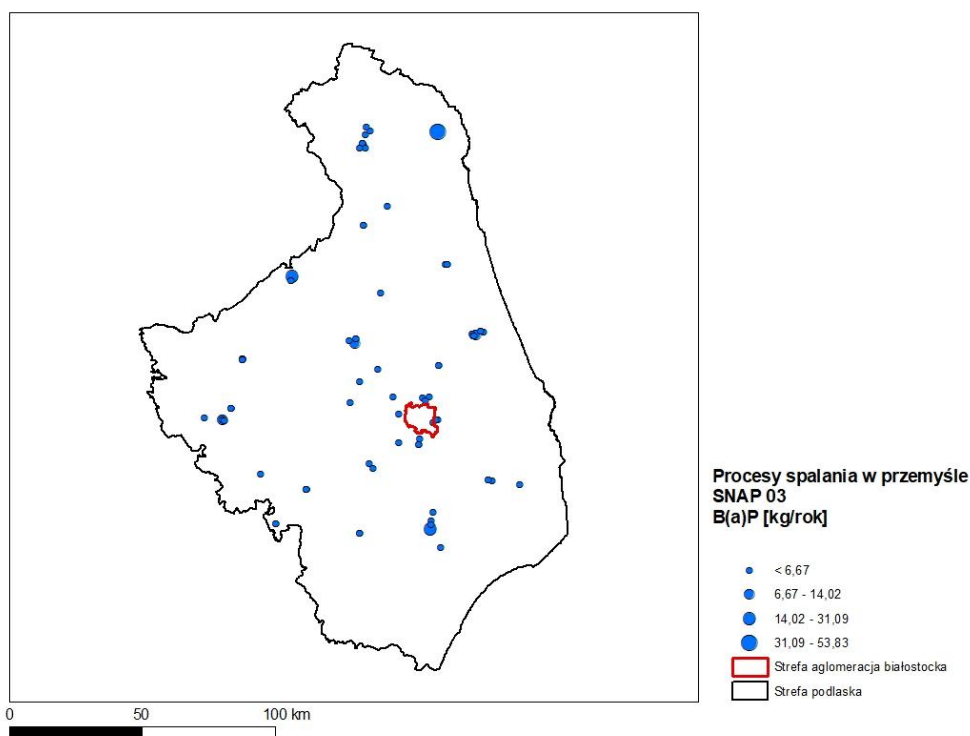 Procesy spalania w przemyśle
SNAP 03
B(a)P [kg/rok]
< 6,67
6,67 - 14,02
14,02 - 31,09
31,09 - 53,83
Strefa aglomeracja białostocka
Strefa podlaska
0 50 100 km